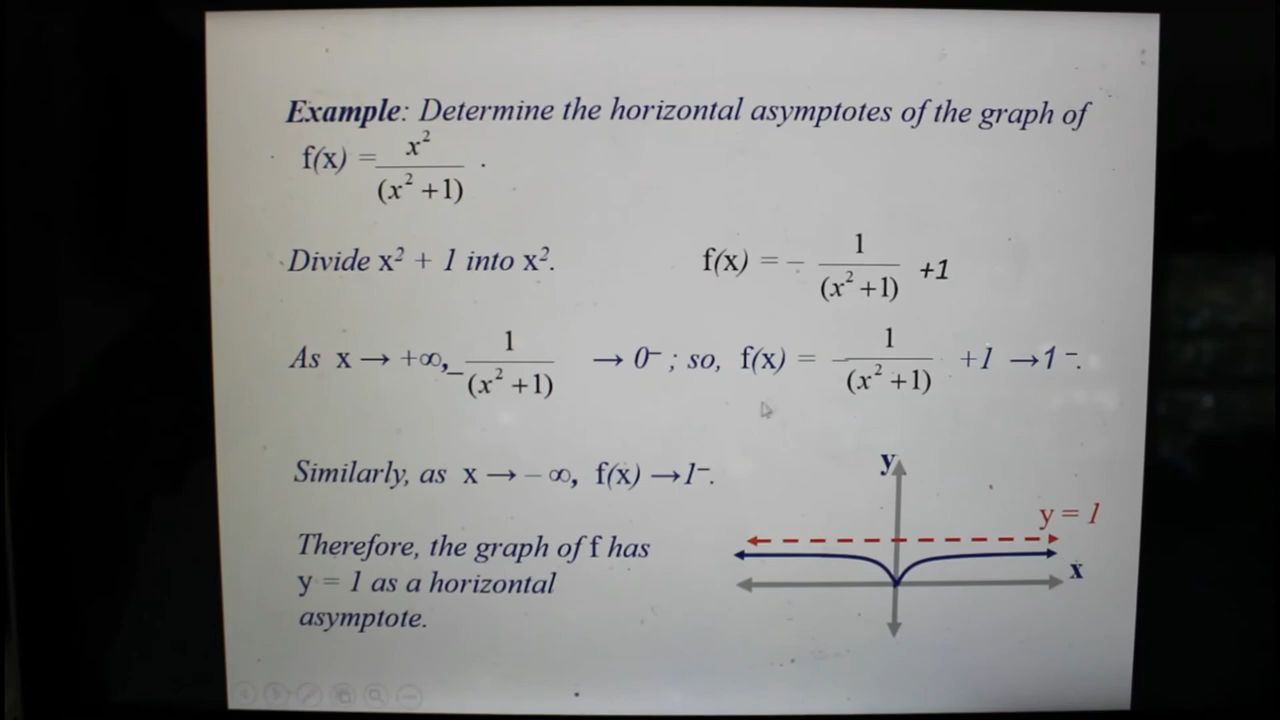 Example: Determine the horizontal asymptotes of the graph of
f(x) = x² / (x² +1) .
Divide x² + 1 into x². f(x) = – 1 / (x² +1) +1
As x → +∞, – 1 / (x² +1) → 0⁻ ; so, f(x) = – 1 / (x² +1) +1 → 1⁻.
Similarly, as x → – ∞, f(x) → 1⁻.
y
y = 1
x
Therefore, the graph of f has
y = 1 as a horizontal
asymptote.